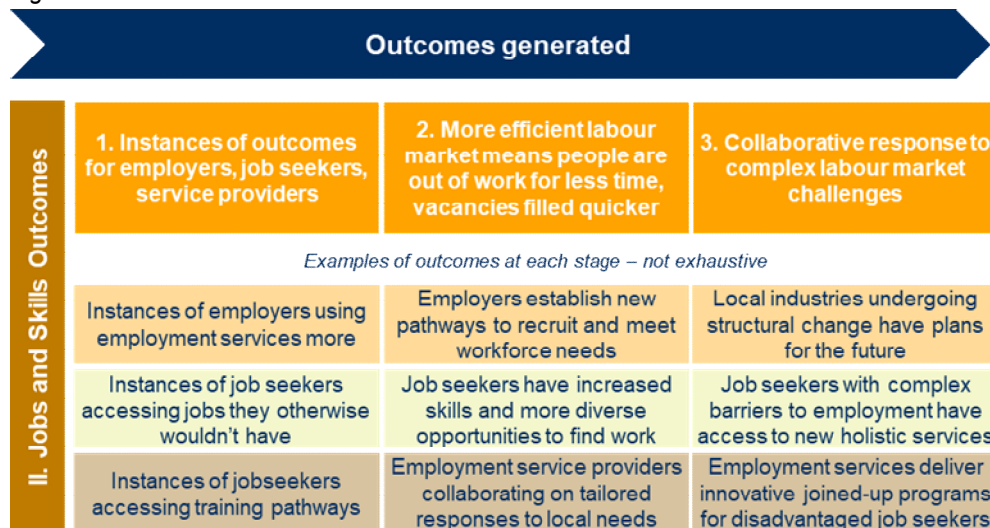 Outcomes generated
II. Jobs and Skills Outcomes
1. Instances of outcomes
for employers, job seekers,
service providers
2. More efficient labour
market means people are
out of work for less time,
vacancies filled quicker
3. Collaborative response to
complex labour market
challenges
Examples of outcomes at each stage – not exhaustive
Instances of employers using
employment services more
Employers establish new
pathways to recruit and meet
workforce needs
Local industries undergoing
structural change have plans
for the future
Instances of job seekers
accessing jobs they otherwise
wouldn't have
Job seekers have increased
skills and more diverse
opportunities to find work
Job seekers with complex
barriers to employment have
access to new holistic services
Instances of jobseekers
accessing training pathways
Employment service providers
collaborating on tailored
responses to local needs
Employment services deliver
innovative joined-up programs
for disadvantaged job seekers